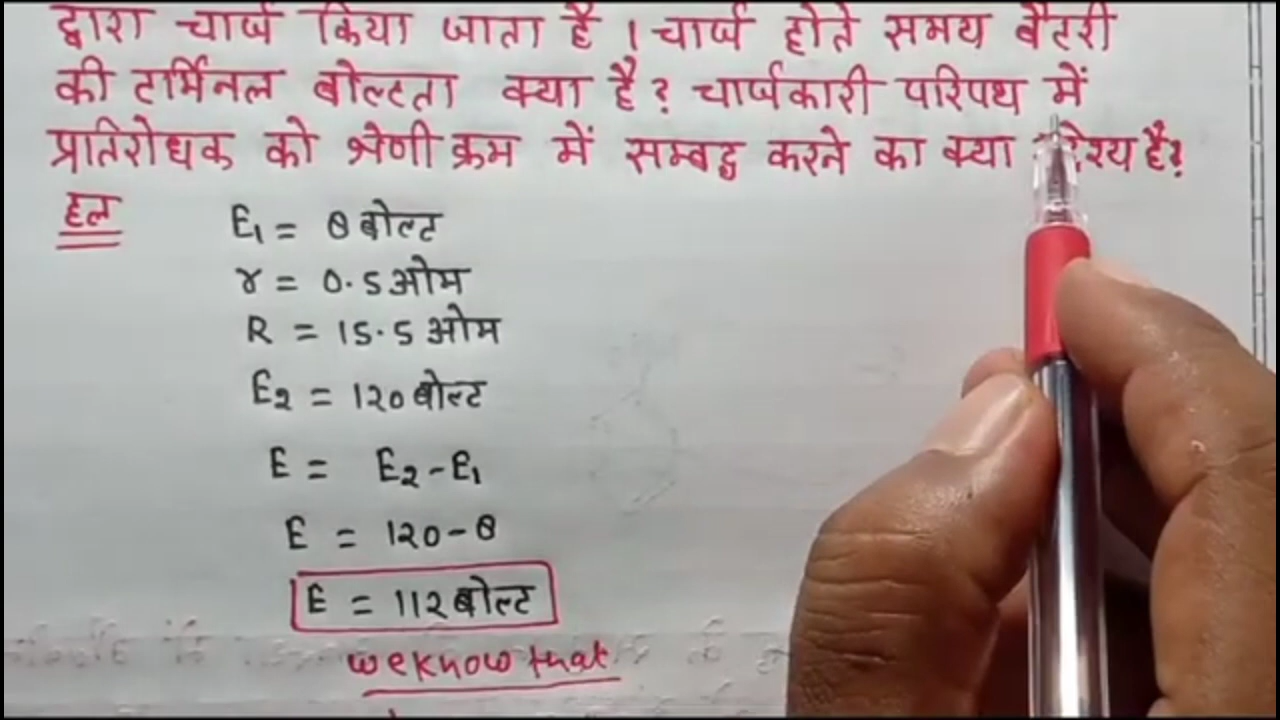 द्वारा चार्ज किया जाता है । चार्ज होते समय बैटरी
की टर्मिनल वोल्टता क्या है? चार्जकारी परिपथ में
प्रतिरोधक को श्रेणीक्रम में सम्बद्ध करने का क्या है?
हल
E₁ = 8 बोल्ट
r = 0.5 ओम
R = 15.5 ओम
E₂ = 120 बोल्ट
E = E₂ - E₁
E = 120 - 8
E = 112 बोल्ट
we know that